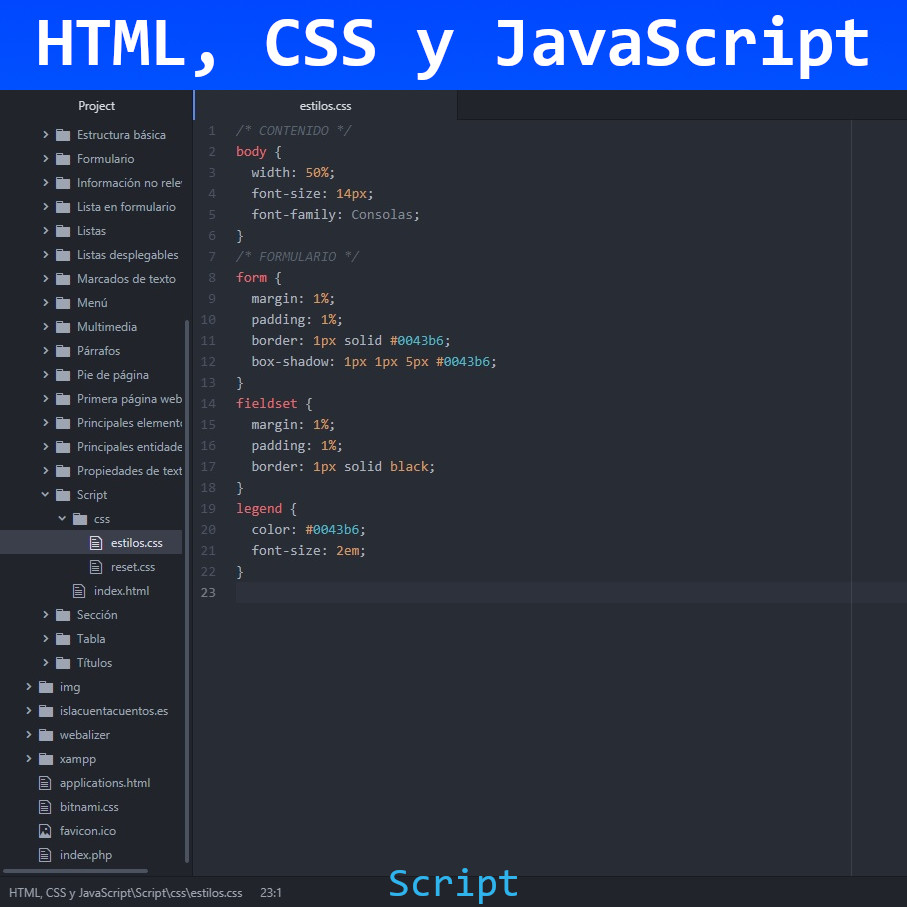 HTML, CSS y JavaScript
Project
Estructura básica
Formulario
Información no rele
Lista en formulario
Listas
Listas desplegables
Marcados de texto
Menú
Multimedia
Párrafos
Pie de página
Primera página web
Principales elemento
Principales entidade
Propiedades de text
Script
css
estilos.css
reset.css
index.html
Sección
Tabla
Títulos
img
islacuentacuentos.es
webalizer
xampp
applications.html
bitnami.css
favicon.ico
index.php
estilos.css
1 /* CONTENIDO */
2 body {
3 width: 50%;
4 font-size: 14px;
5 font-family: Consolas;
6 }
7 /* FORMULARIO */
8 form {
9 margin: 1%;
10 padding: 1%;
11 border: 1px solid #0043b6;
12 box-shadow: 1px 1px 5px #0043b6;
13 }
14 fieldset {
15 margin: 1%;
16 padding: 1%;
17 border: 1px solid black;
18 }
19 legend {
20 color: #0043b6;
21 font-size: 2em;
22 }
23
HTML, CSS y JavaScript\Script\css\estilos.css 23:1
Script